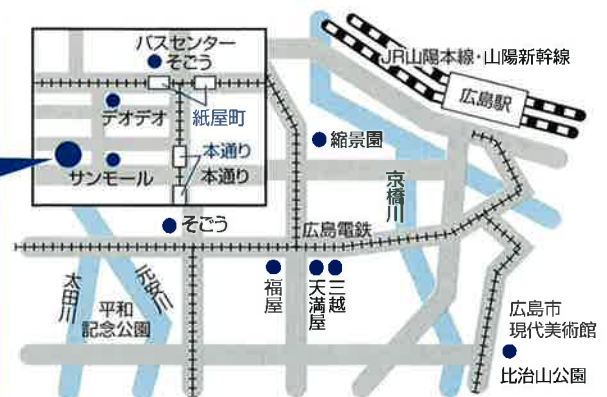 バスセンター
そごう
JR山陽本線・山陽新幹線
広島駅
デオデオ
紙屋町
縮景園
本通り
本通り
サンモール
京橋川
そごう
広島電鉄
太田川
元安川
平和
記念公園
福屋
天満屋
三越
広島市
現代美術館
比治山公園